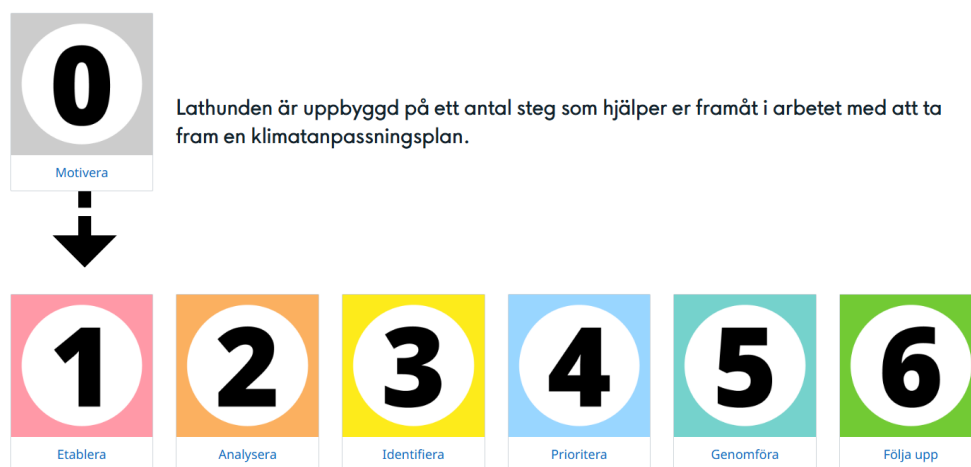 0
Motivera
Lathunden är uppbyggd på ett antal steg som hjälper er framåt i arbetet med att ta
fram en klimatanpassningsplan.
1
Etablera
2
Analysera
3
Identifiera
4
Prioritera
5
Genomföra
6
Följa upp